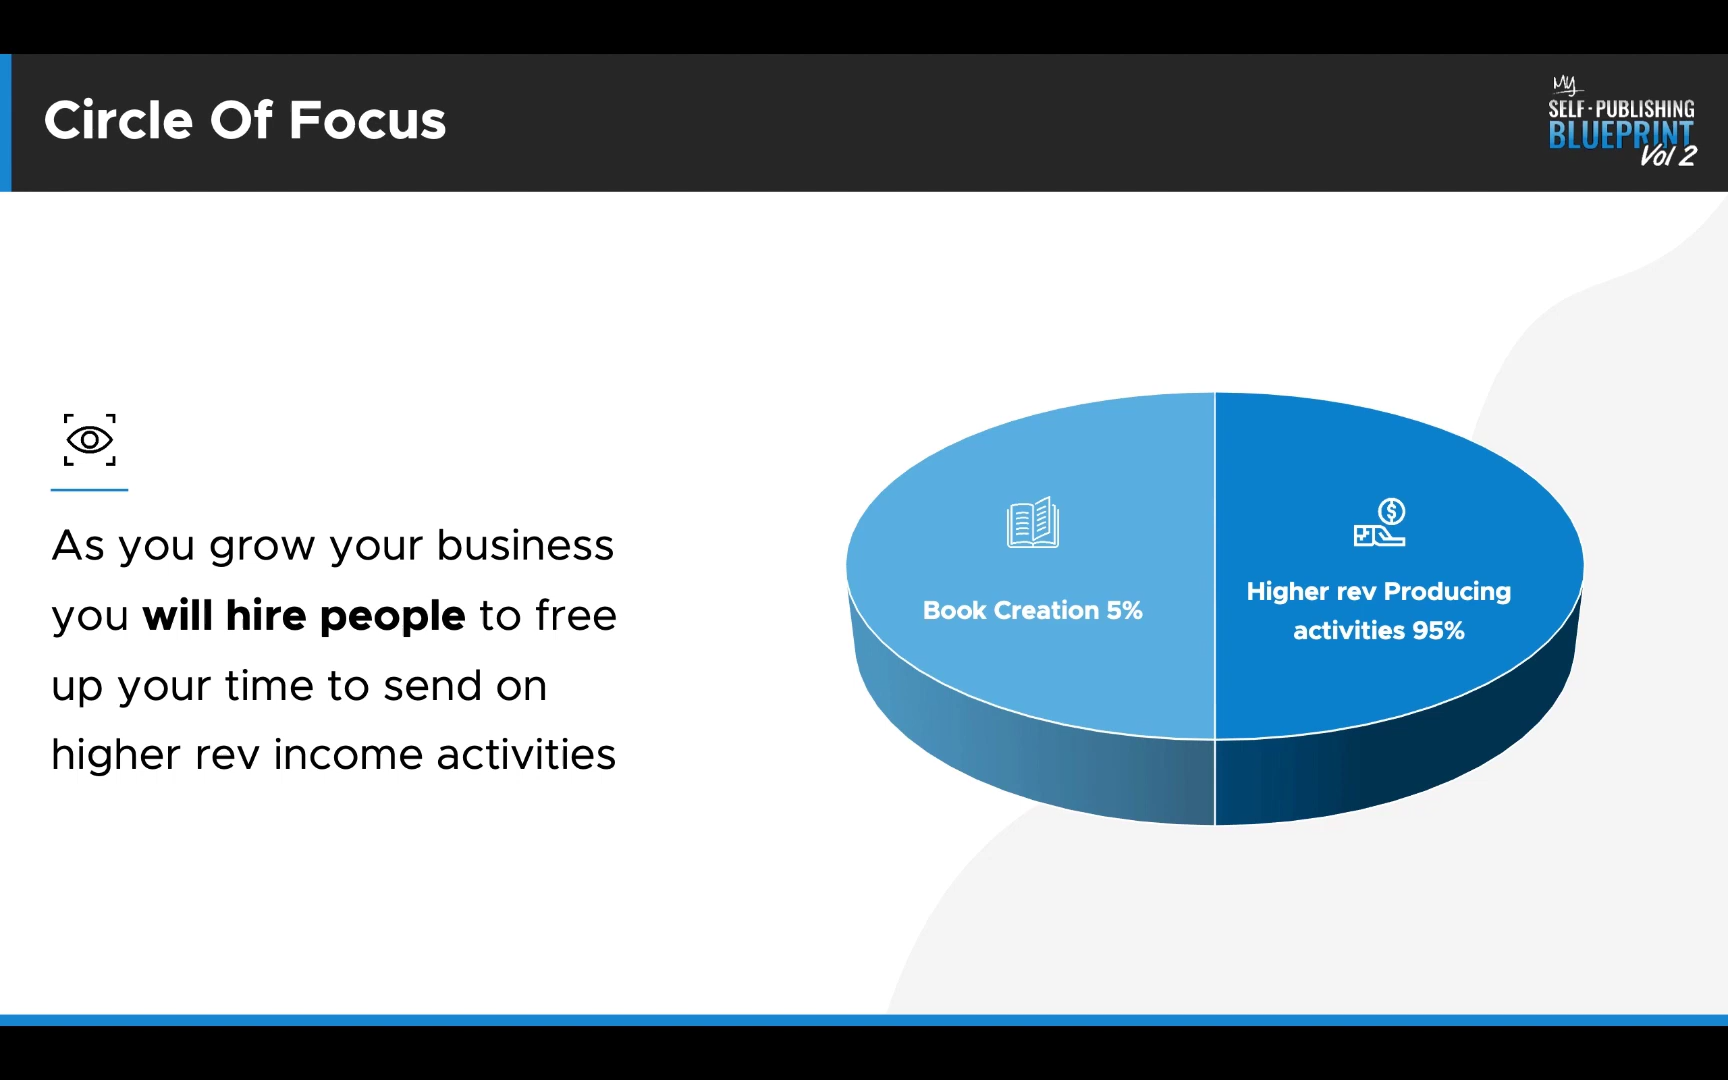 Circle Of Focus
My
SELF-PUBLISHING
BLUEPRINT
Vol 2
As you grow your business
you will hire people to free
up your time to send on
higher rev income activities
Book Creation 5%
Higher rev Producing
activities 95%